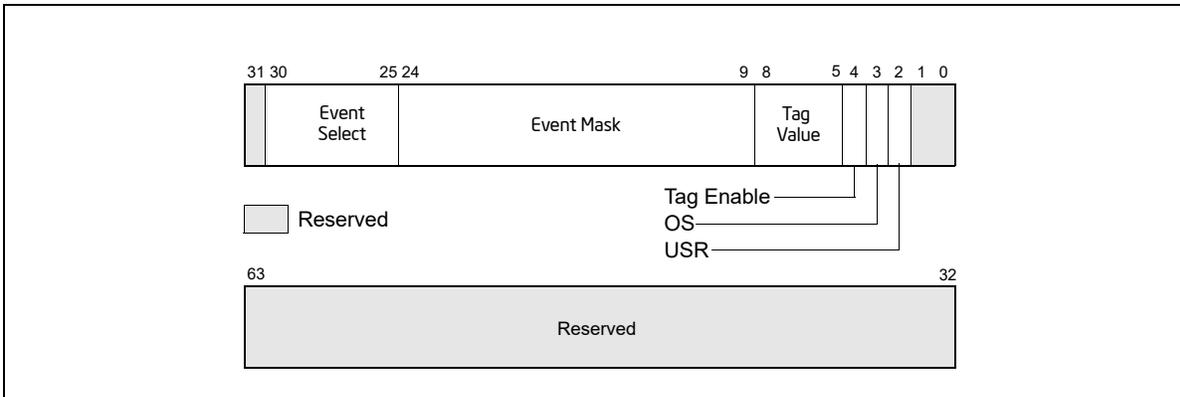 31 30 25 24 9 8 5 4 3 2 1 0
Event
Select
Event Mask
Tag
Value
Tag Enable
OS
USR
Reserved
63 32
Reserved